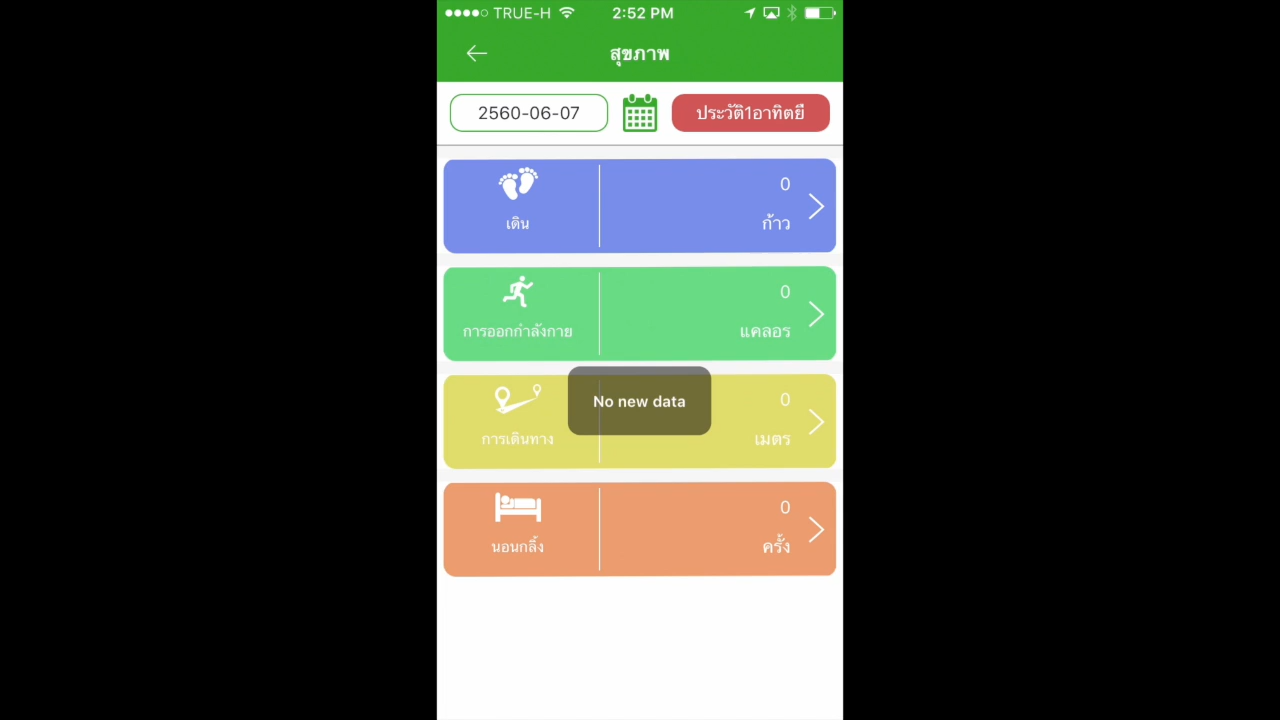 TRUE-H 2:52 PM
สุขภาพ
2560-06-07 ประวัติ1อาทิตยื
0
เดิน ก้าว
0
การออกกำลังกาย แคลอร
No new data 0
การเดินทาง เมตร
0
นอนกลิ้ง ครั้ง